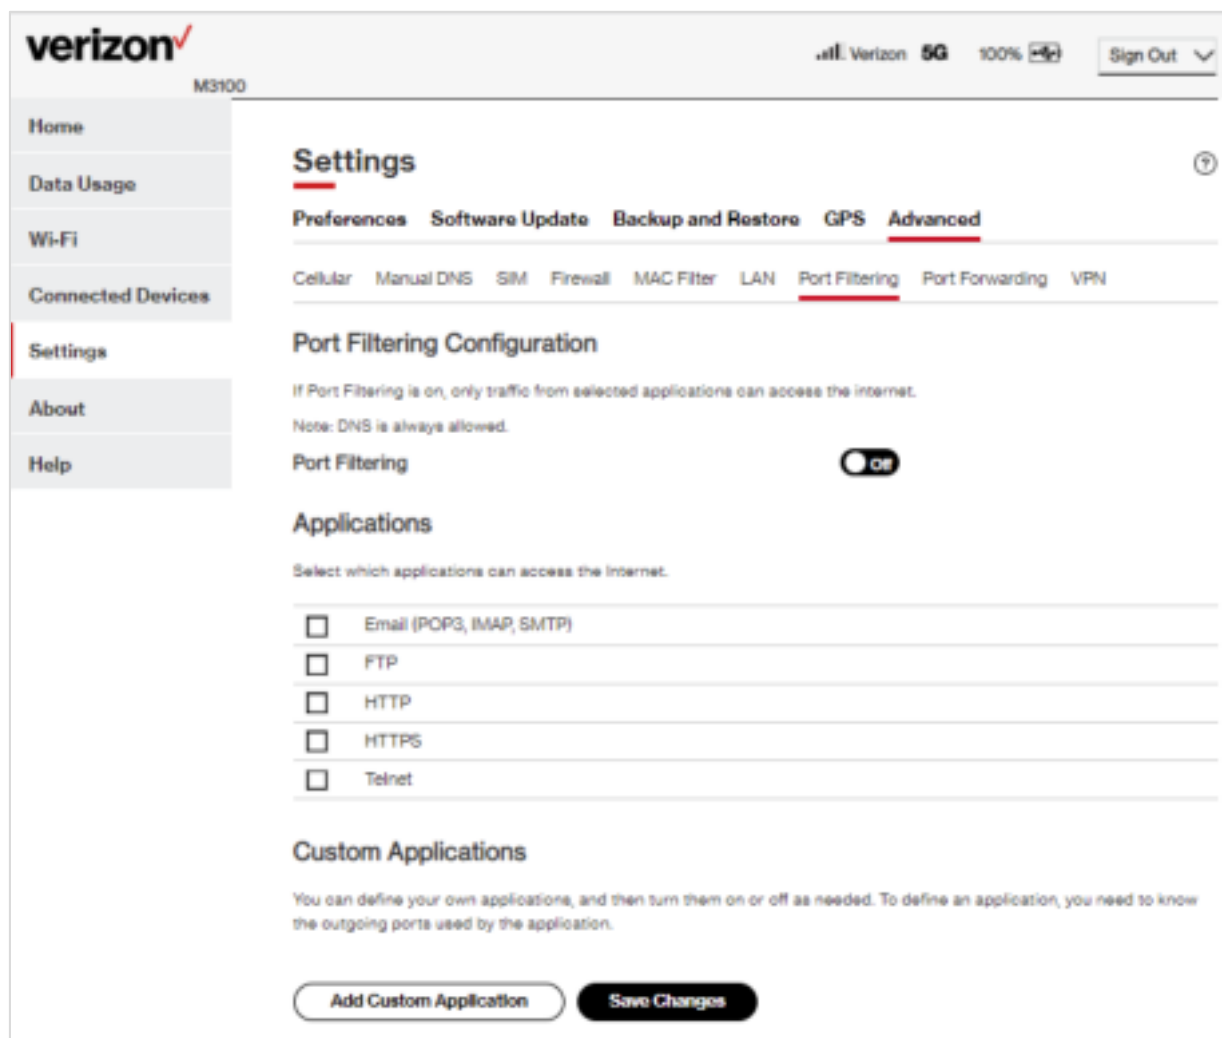 verizon
M3100
Verizon 5G 100% Sign Out
Home
Data Usage
Wi-Fi
Connected Devices
Settings
About
Help
Settings
Preferences Software Update Backup and Restore GPS Advanced
Cellular Manual DNS SIM Firewall MAC Filter LAN Port Filtering Port Forwarding VPN
Port Filtering Configuration
If Port Filtering is on, only traffic from selected applications can access the internet.
Note: DNS is always allowed.
Port Filtering Off
Applications
Select which applications can access the Internet.
Email (POP3, IMAP, SMTP)
FTP
HTTP
HTTPS
Telnet
Custom Applications
You can define your own applications, and then turn them on or off as needed. To define an application, you need to know
the outgoing ports used by the application.
Add Custom Application Save Changes